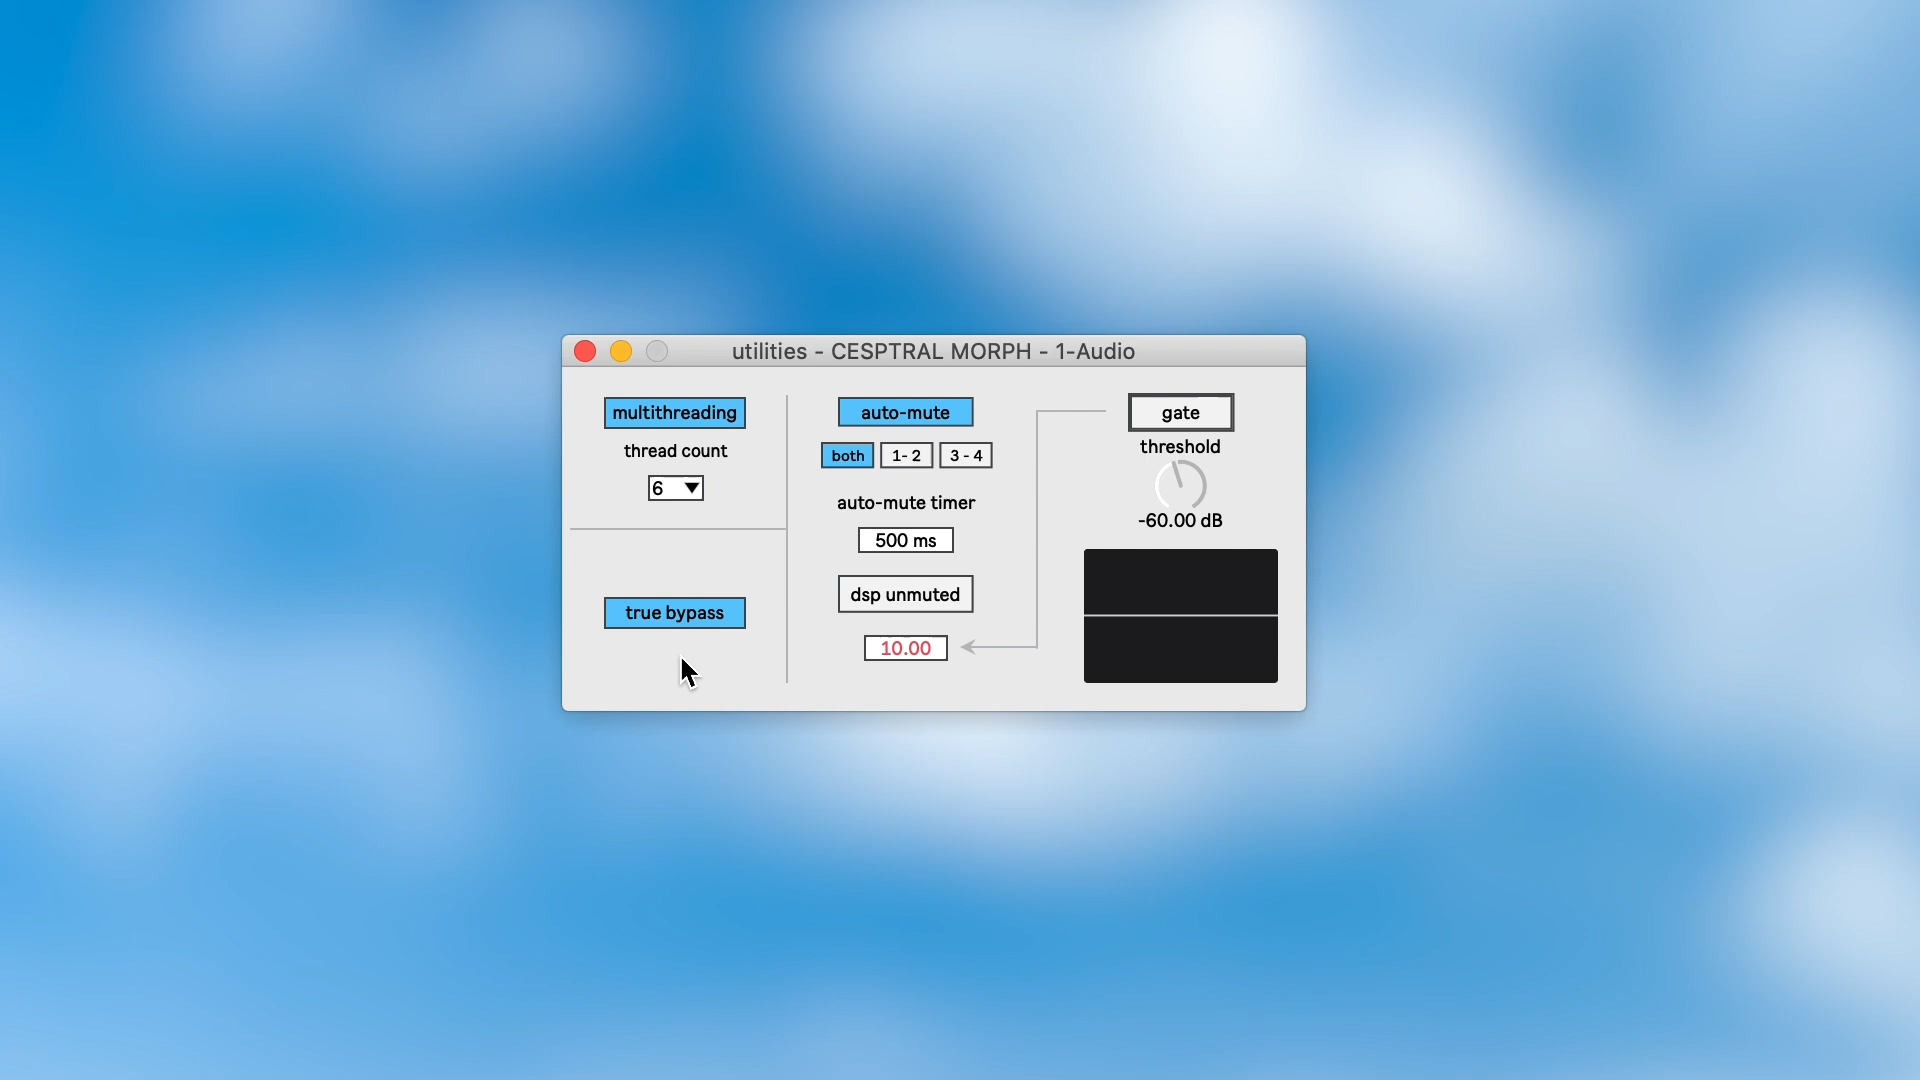 utilities - CESPTRAL MORPH - 1-Audio
multithreading
thread count
6
true bypass
auto-mute
both 1- 2 3 - 4
auto-mute timer
500 ms
dsp unmuted
10.00
gate
threshold
-60.00 dB